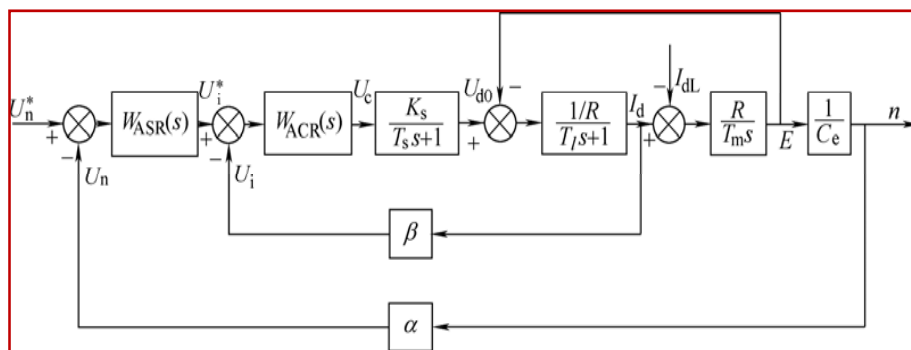 U*n
+
−
Un
WASR(s)
U*i
+
−
Ui
WACR(s)
Uc
Ks
Tss+1
Ud0
+
−
1/R
Tls+1
Id
+
−
IdL
R
Tms
E
1
Ce
n
β
α